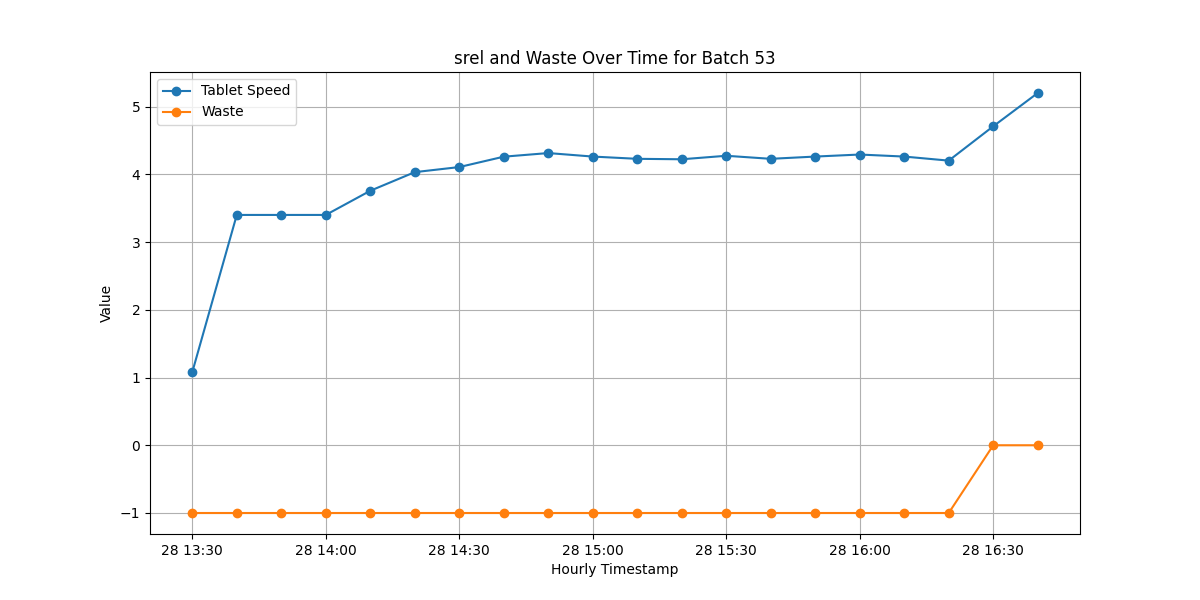 srel and Waste Over Time for Batch 53
Tablet Speed
Waste
Value
5
4
3
2
1
0
−1
28 13:30 28 14:00 28 14:30 28 15:00 28 15:30 28 16:00 28 16:30
Hourly Timestamp